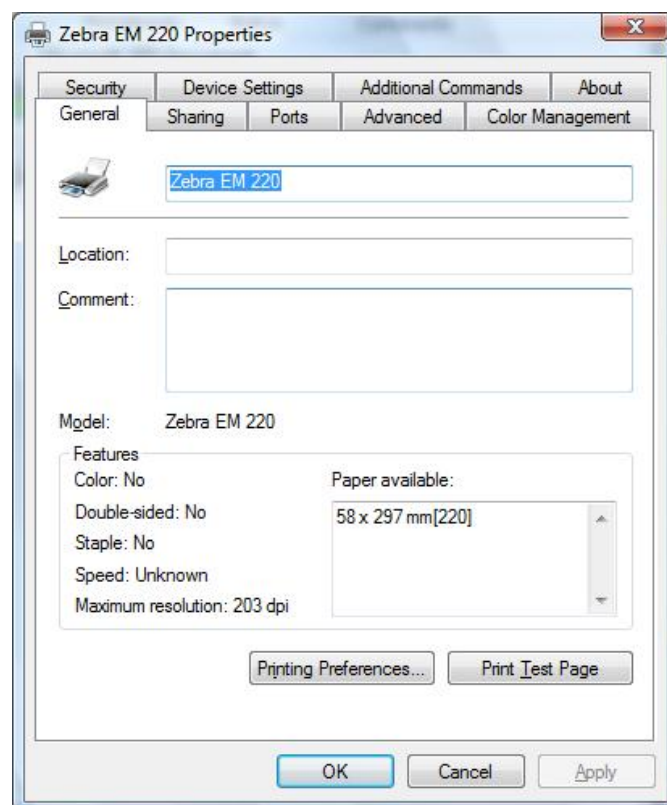 Zebra EM 220 Properties
Security Device Settings Additional Commands About
General Sharing Ports Advanced Color Management
Zebra EM 220
Location:
Comment:
Model: Zebra EM 220
Features
Color: No
Paper available:
Double-sided: No
58 x 297 mm[220]
Staple: No
Speed: Unknown
Maximum resolution: 203 dpi
Printing Preferences... Print Test Page
OK Cancel Apply